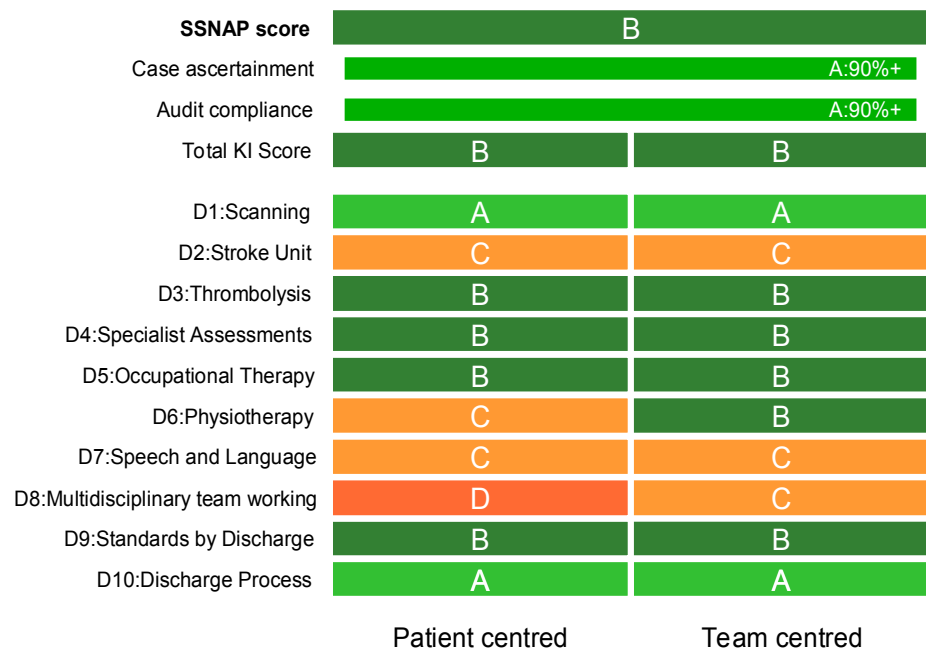 SSNAP score B
Case ascertainment A:90%+
Audit compliance A:90%+
Total KI Score B B
D1:Scanning A A
D2:Stroke Unit C C
D3:Thrombolysis B B
D4:Specialist Assessments B B
D5:Occupational Therapy B B
D6:Physiotherapy C B
D7:Speech and Language C C
D8:Multidisciplinary team working D C
D9:Standards by Discharge B B
D10:Discharge Process A A
Patient centred Team centred